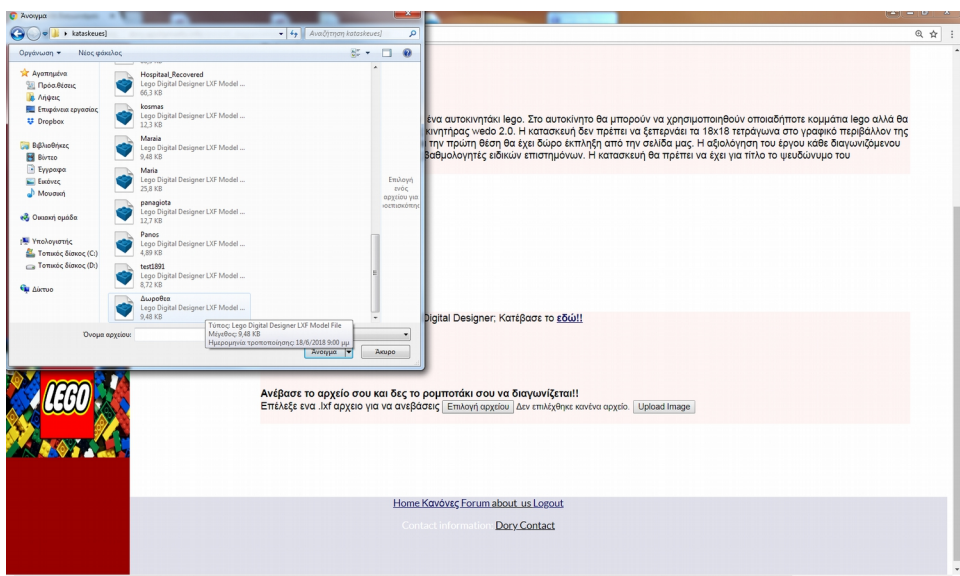 Άνοιγμα
kataskeues]
Αναζήτηση kataskeues]
Οργάνωση
Νέος φάκελος
Αγαπημένα
Πρόσ.θέσεις
Λήψεις
Επιφάνεια εργασίας
Dropbox
Βιβλιοθήκες
Βίντεο
Έγγραφα
Εικόνες
Μουσική
Οικιακή ομάδα
Υπολογιστής
Τοπικός δίσκος (C:)
Τοπικός δίσκος (D:)
Δίκτυο
Hospitaal_Recovered
Lego Digital Designer LXF Model ...
66,3 KB
kosmas
Lego Digital Designer LXF Model ...
12,3 KB
Maraia
Lego Digital Designer LXF Model ...
9,48 KB
Maria
Lego Digital Designer LXF Model ...
25,8 KB
panagiota
Lego Digital Designer LXF Model ...
12,7 KB
Panos
Lego Digital Designer LXF Model ...
4,89 KB
test1891
Lego Digital Designer LXF Model ...
8,72 KB
Δωροθεα
Lego Digital Designer LXF Model ...
9,48 KB
Επιλογή
ενός
αρχείου για
Τύπος: Lego Digital Designer LXF Model File
Μέγεθος: 9,48 KB
Ημερομηνία τροποποίησης: 18/6/2018 9:00 μμ
Όνομα αρχείου:
Άνοιγμα
Άκυρο
ένα αυτοκινητάκι lego. Στο αυτοκίνητο θα μπορούν να χρησιμοποιηθούν οποιαδήποτε κομμάτια lego αλλά θα
κινητήρας wedo 2.0. Η κατασκευή δεν πρέπει να ξεπερνάει τα 18x18 τετράγωνα στο γραφικό περιβάλλον της
την πρώτη θέση θα έχει δώρο έκπληξη από την σελίδα μας. Η αξιολόγηση του έργου κάθε διαγωνιζόμενου
βαθμολογητές ειδικών επιστημόνων. Η κατασκευή θα πρέπει να έχει για τίτλο το ψευδώνυμο του
Digital Designer; Κατέβασε το εδώ!!
LEGO
Ανέβασε το αρχείο σου και δες το ρομποτάκι σου να διαγωνίζεται!!
Επέλεξε ενα .lxf αρχειο για να ανεβάσεις Επιλογή αρχείου Δεν επιλέχθηκε κανένα αρχείο. Upload Image
Home Κανόνες Forum about us Logout
Contact information: Dory Contact